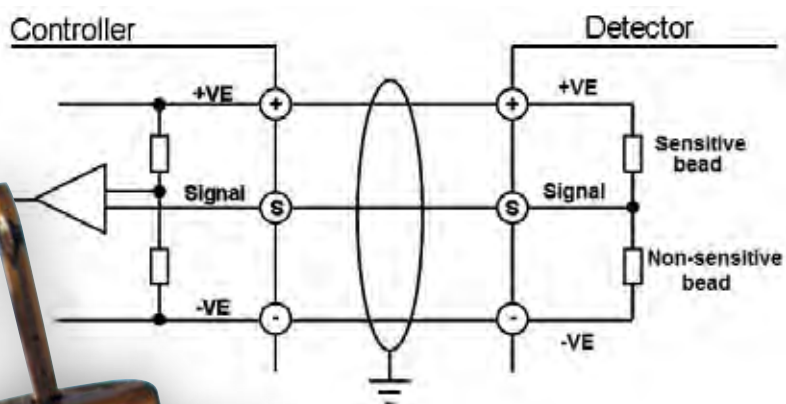 Controller
Detector
+VE
+
+
+VE
Sensitive
bead
Signal
S
S
Signal
Non-sensitive
bead
-VE
-
-
-VE